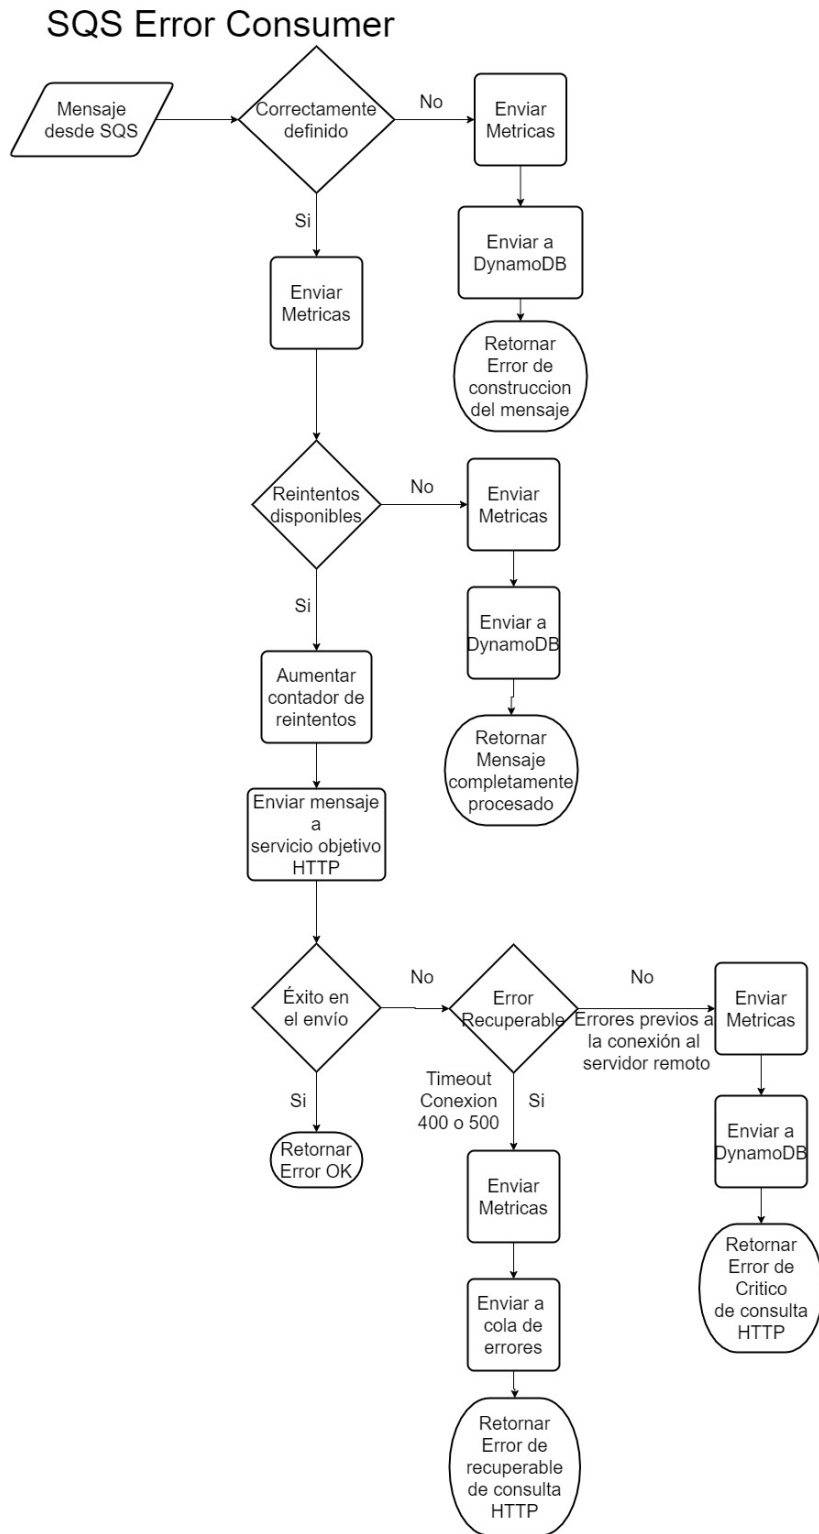 SQS Error Consumer
Mensaje
desde SQS
Correctamente
definido
No
Enviar
Metricas
Enviar a
DynamoDB
Retornar
Error de
construccion
del mensaje
Si
Enviar
Metricas
Reintentos
disponibles
No
Enviar
Metricas
Enviar a
DynamoDB
Retornar
Mensaje
completamente
procesado
Si
Aumentar
contador de
reintentos
Enviar mensaje
a
servicio objetivo
HTTP
Éxito en
el envío
No
Error
Recuperable
No
Errores previos a
la conexión al
servidor remoto
Enviar
Metricas
Enviar a
DynamoDB
Retornar
Error de
Critico
de consulta
HTTP
Si
Retornar
Error OK
Timeout
Conexion
400 o 500
Si
Enviar
Metricas
Enviar a
cola de
errores
Retornar
Error de
recuperable
de consulta
HTTP